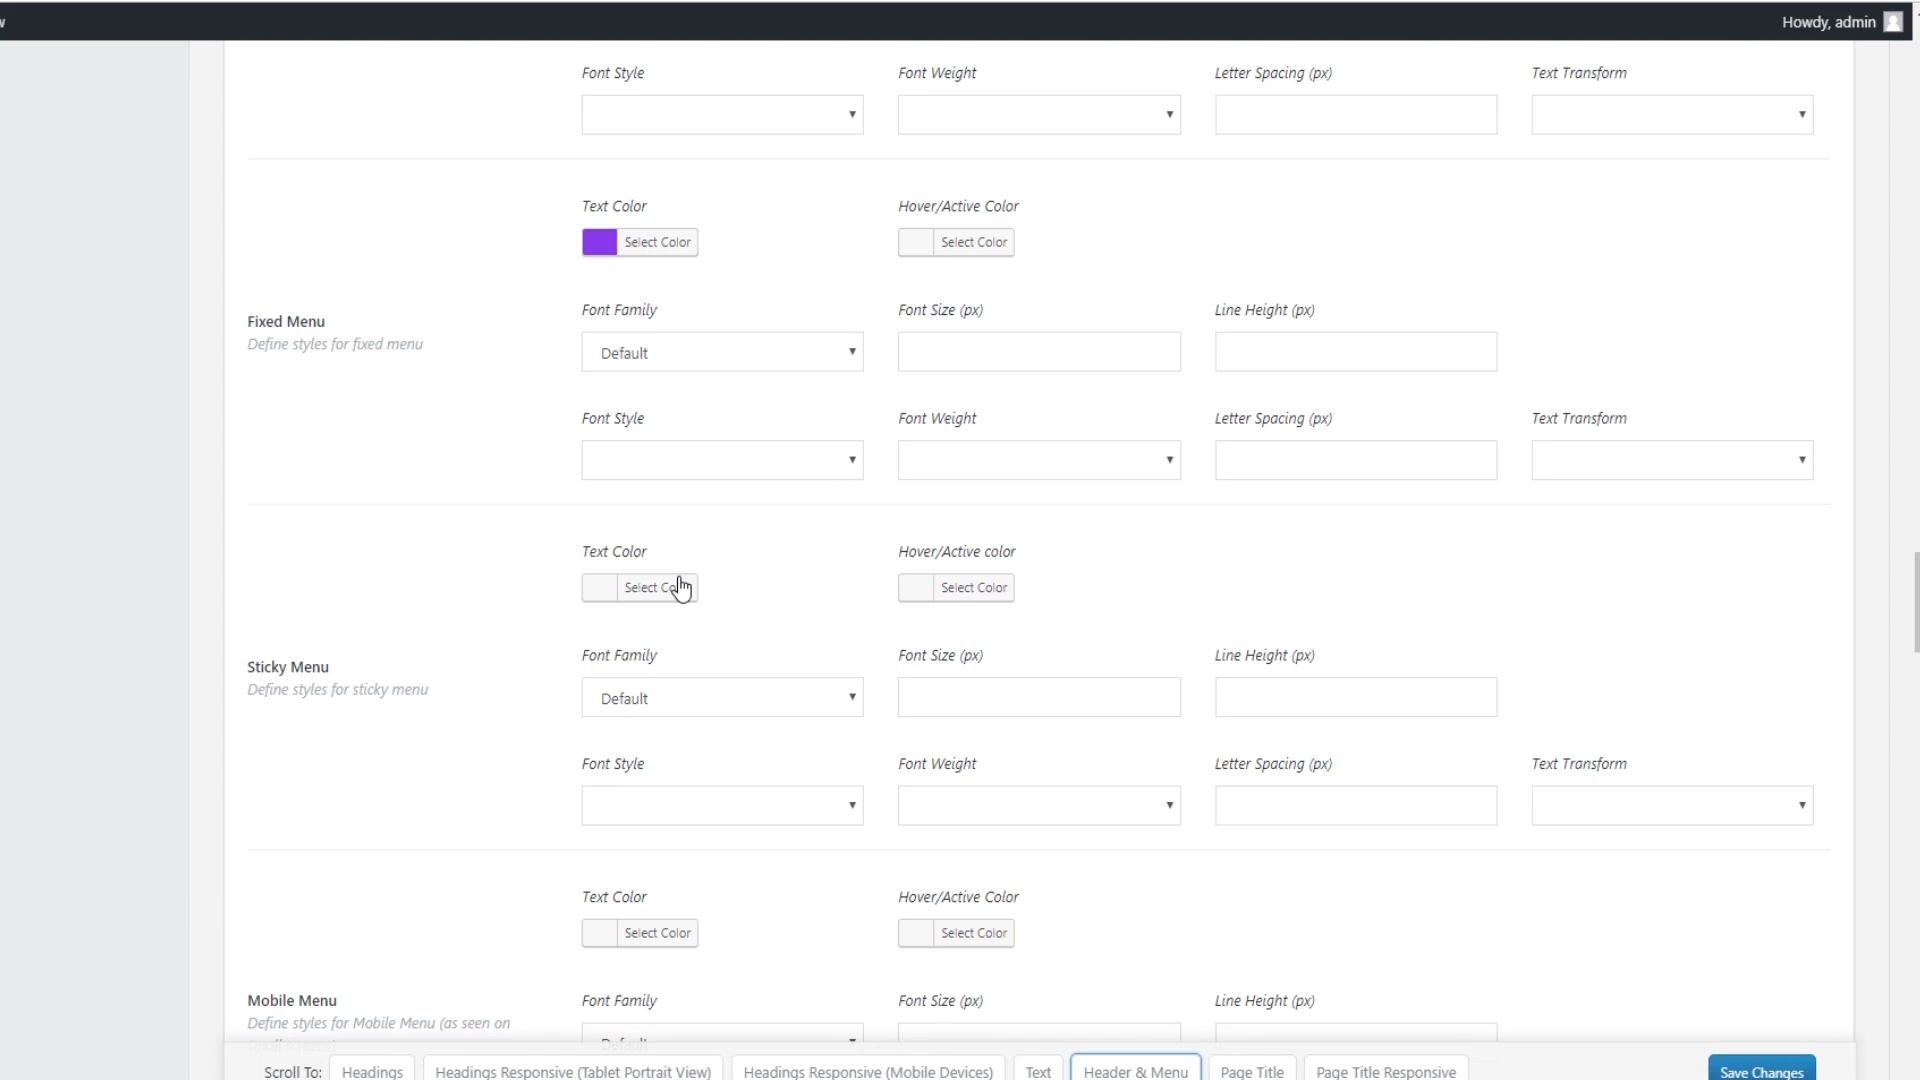 w
Howdy, admin
Font Style Font Weight Letter Spacing (px) Text Transform
Text Color Hover/Active Color
Select Color Select Color
Font Family Font Size (px) Line Height (px)
Fixed Menu
Define styles for fixed menu
Default
Font Style Font Weight Letter Spacing (px) Text Transform
Text Color Hover/Active color
Select Color Select Color
Font Family Font Size (px) Line Height (px)
Sticky Menu
Define styles for sticky menu
Default
Font Style Font Weight Letter Spacing (px) Text Transform
Text Color Hover/Active Color
Select Color Select Color
Mobile Menu
Font Family Font Size (px) Line Height (px)
Define styles for Mobile Menu (as seen on
Default
Scroll To: Headings Headings Responsive (Tablet Portrait View) Headings Responsive (Mobile Devices) Text Header & Menu Page Title Page Title Responsive Save Changes